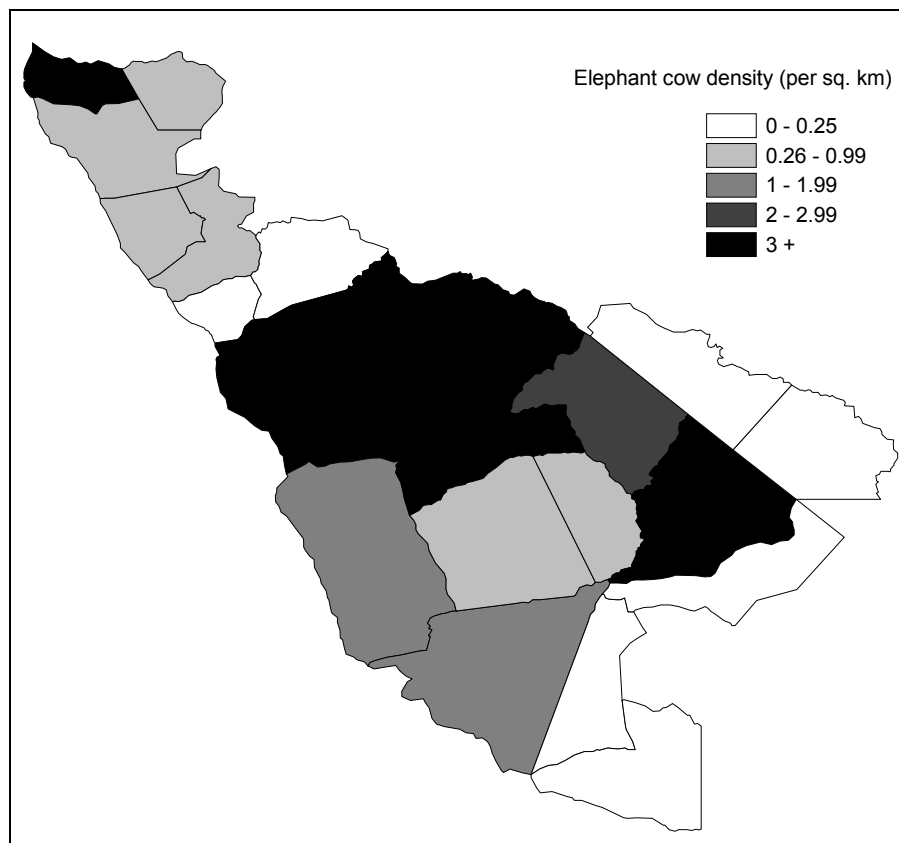 Elephant cow density (per sq. km)
0 - 0.25
0.26 - 0.99
1 - 1.99
2 - 2.99
3 +